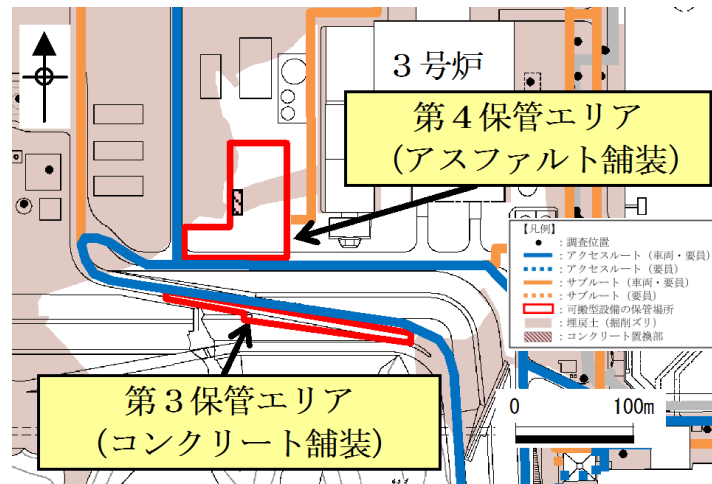 3号炉
第4保管エリア
(アスファルト舗装)
【凡例】
: 調査位置
: アクセスルート (車両・要員)
: アクセスルート (要員)
: サブルート (車両・要員)
: サブルート (要員)
: 可搬型設備の保管場所
: 埋戻土 (掘削ズリ)
: コンクリート置換部
第3保管エリア
(コンクリート舗装)
0 100m